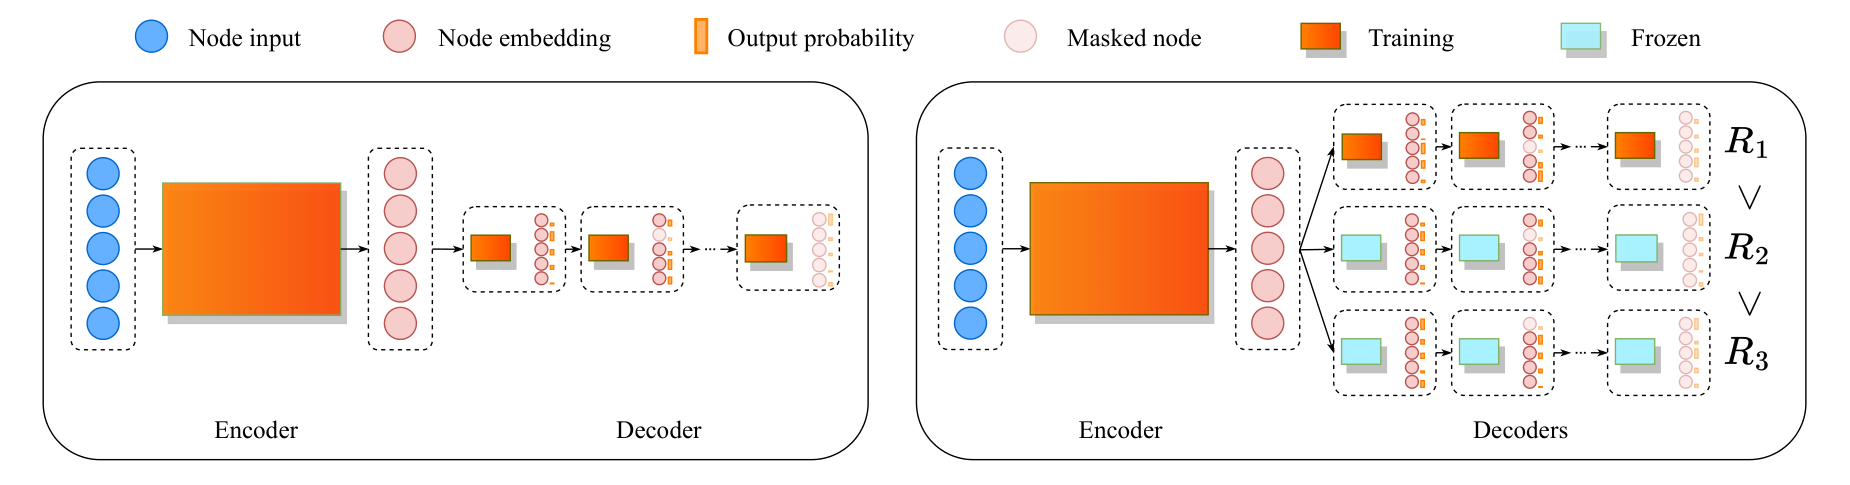 Node input Node embedding Output probability Masked node Training Frozen
Encoder Decoder
R1
∨
R2
∨
R3
Encoder Decoders